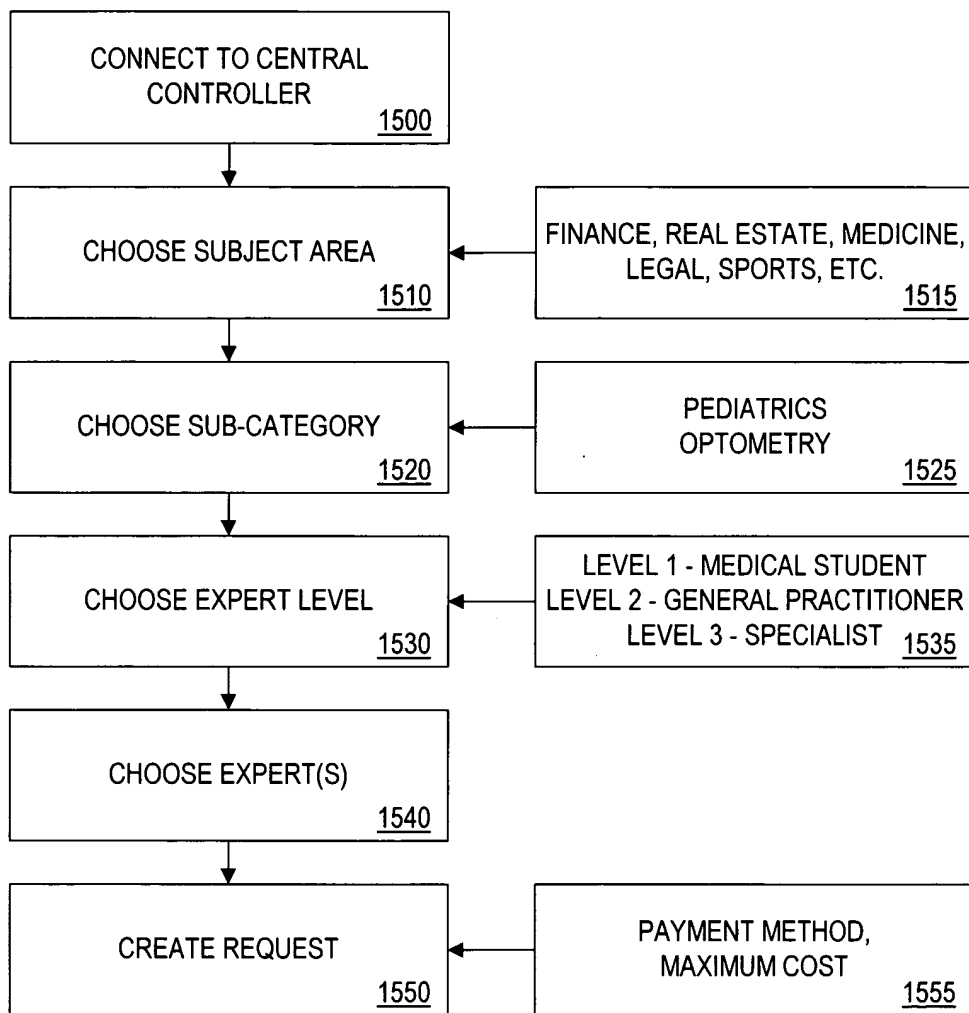 CONNECT TO CENTRAL
CONTROLLER
1500
CHOOSE SUBJECT AREA
1510
FINANCE, REAL ESTATE, MEDICINE,
LEGAL, SPORTS, ETC.
1515
CHOOSE SUB-CATEGORY
1520
PEDIATRICS
OPTOMETRY
1525
CHOOSE EXPERT LEVEL
1530
LEVEL 1 - MEDICAL STUDENT
LEVEL 2 - GENERAL PRACTITIONER
LEVEL 3 - SPECIALIST
1535
CHOOSE EXPERT(S)
1540
CREATE REQUEST
1550
PAYMENT METHOD,
MAXIMUM COST
1555